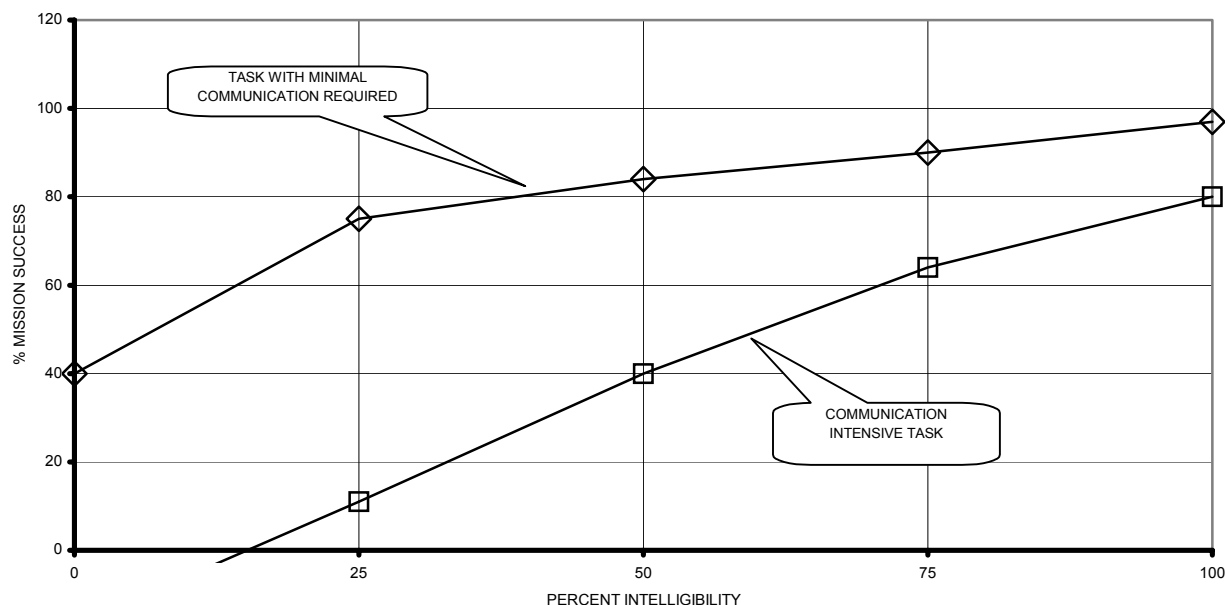 120
100
80
60
40
20
0
% MISSION SUCCESS
TASK WITH MINIMAL
COMMUNICATION REQUIRED
COMMUNICATION
INTENSIVE TASK
0 25 50 75 100
PERCENT INTELLIGIBILITY